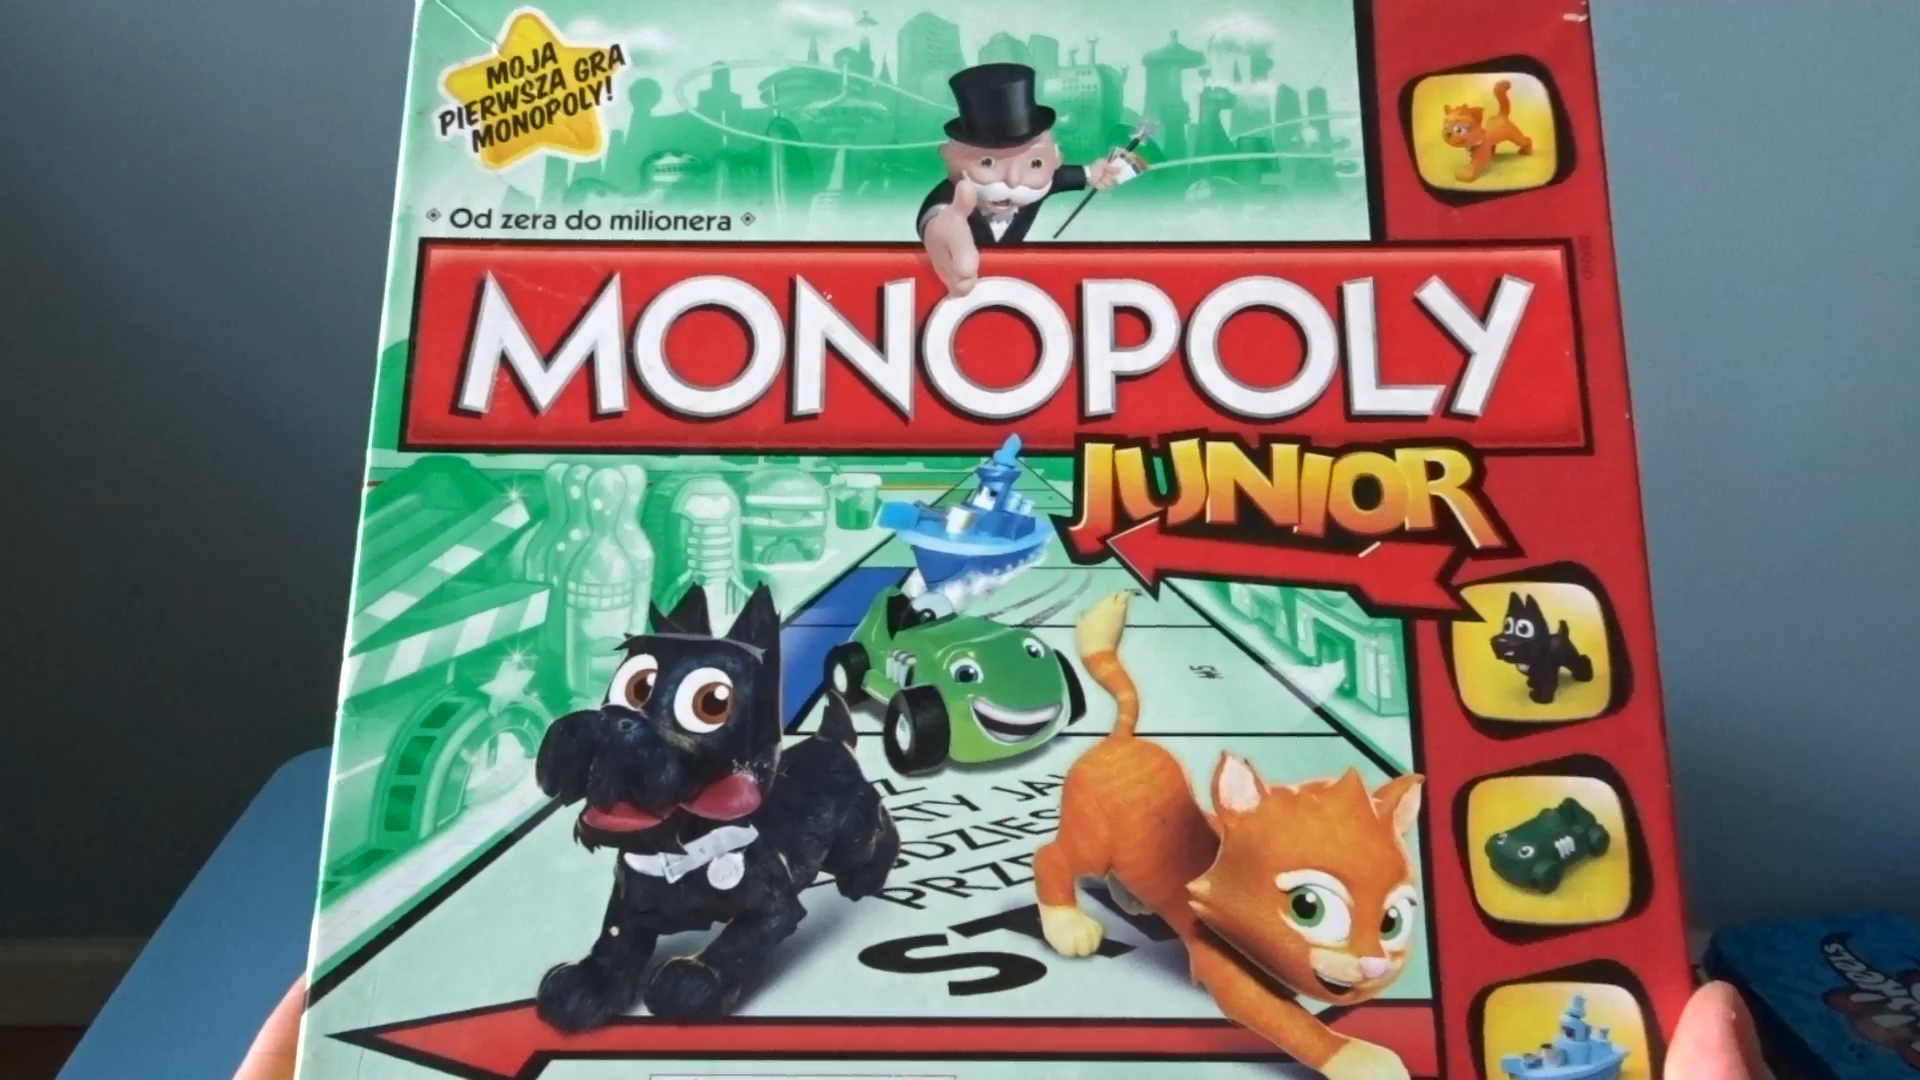 MOJA
PIERWSZA GRA
MONOPOLY!
Od zera do milionera
MONOPOLY
JUNIOR